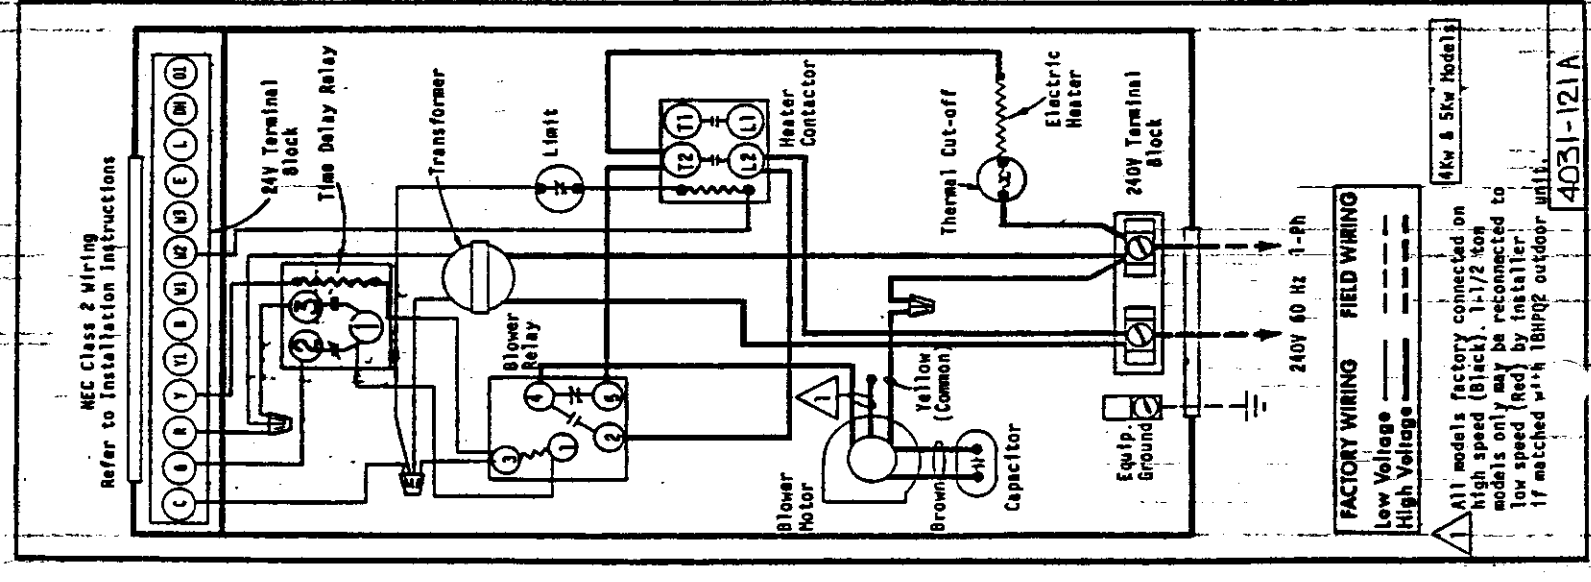 NEC Class 2 Wiring
Refer to Installation Instructions
C
G
R
Y
Y1
B
W1
W2
W3
E
L
DH
O1
24V Terminal
Block
Time Delay Relay
3
2
1
Transformer
Limit
T1
L1
T2
L2
Heater
Contactor
Blower
Relay
4
5
2
3
1
Thermal Cut-off
Electric
Heater
240V Terminal
Block
1
Yellow
(Common)
Blower
Motor
Brown
Capacitor
Equip.
Ground
240V 60 Hz 1-Ph
FACTORY WIRING FIELD WIRING
Low Voltage
High Voltage
1
All models factory connected on
high speed (Black). 1-1/2 ton
models only may be reconnected to
low speed (Red) by installer
if matched with 18HPQ2 outdoor unit.
4Kw & 5Kw Models
4031-121A